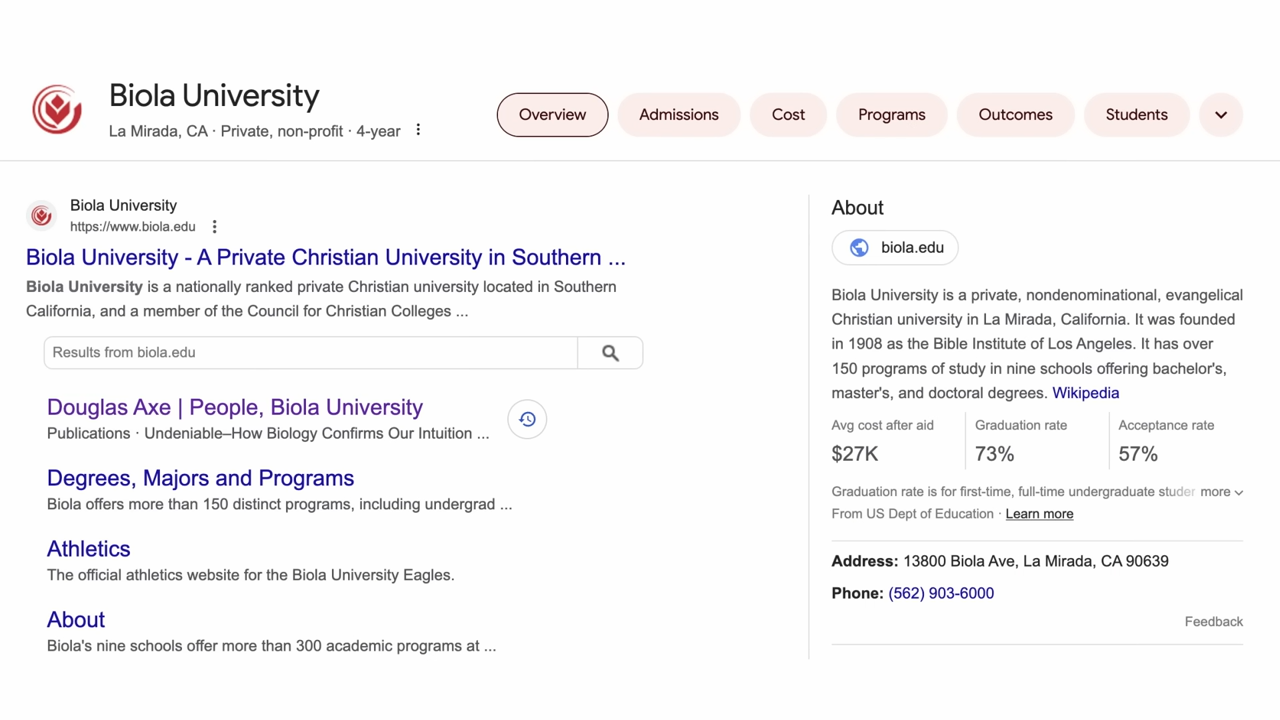 Biola University
La Mirada, CA · Private, non-profit · 4-year
Overview
Admissions
Cost
Programs
Outcomes
Students
Biola University
https://www.biola.edu
Biola University - A Private Christian University in Southern ...
Biola University is a nationally ranked private Christian university located in Southern
California, and a member of the Council for Christian Colleges ...
Results from biola.edu
Douglas Axe | People, Biola University
Publications · Undeniable–How Biology Confirms Our Intuition ...
Degrees, Majors and Programs
Biola offers more than 150 distinct programs, including undergrad ...
Athletics
The official athletics website for the Biola University Eagles.
About
Biola's nine schools offer more than 300 academic programs at ...
About
biola.edu
Biola University is a private, nondenominational, evangelical
Christian university in La Mirada, California. It was founded
in 1908 as the Bible Institute of Los Angeles. It has over
150 programs of study in nine schools offering bachelor's,
master's, and doctoral degrees. Wikipedia
Avg cost after aid
$27K
Graduation rate
73%
Acceptance rate
57%
Graduation rate is for first-time, full-time undergraduate studer more
From US Dept of Education · Learn more
Address: 13800 Biola Ave, La Mirada, CA 90639
Phone: (562) 903-6000
Feedback